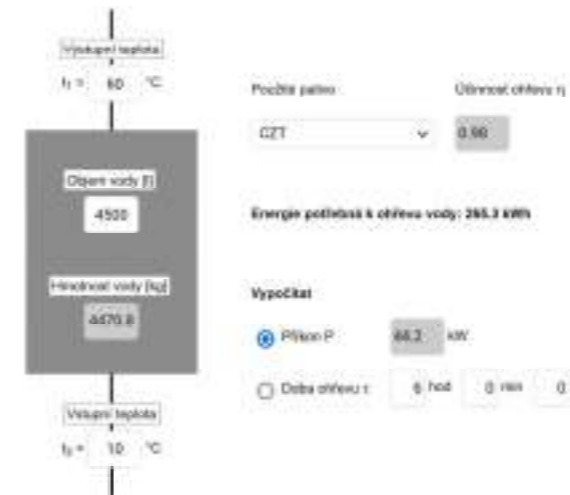 Výstupní teplota
t₁ = 60 °C
Objem vody [l]
4500
Hmotnost vody [kg]
4470.8
Vstupní teplota
t₂ = 10 °C
Použité palivo
CZT
Účinnost ohřevu η
0.98
Energie potřebná k ohřevu vody: 265.3 kWh
Vypočítat
Příkon P 44.2 kW
Doba ohřevu τ 6 hod 0 min 0